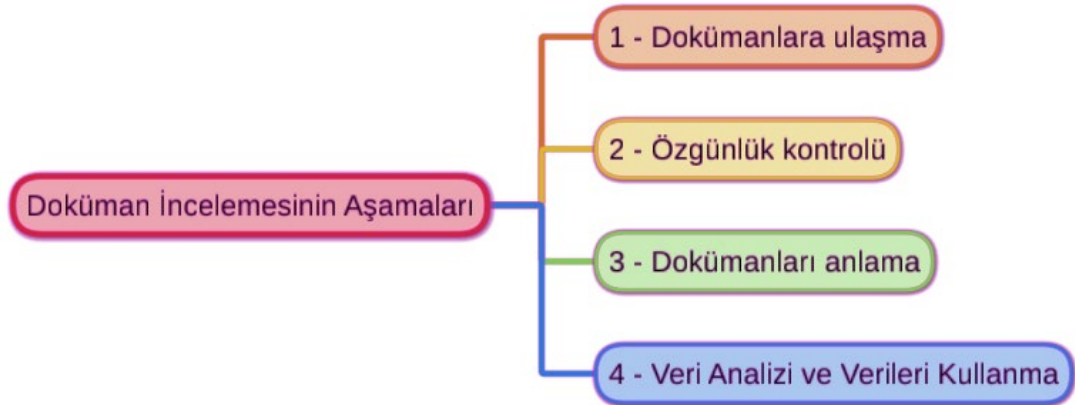 Doküman İncelemesinin Aşamaları
1 - Dokümanlara ulaşma
2 - Özgünlük kontrolü
3 - Dokümanları anlama
4 - Veri Analizi ve Verileri Kullanma